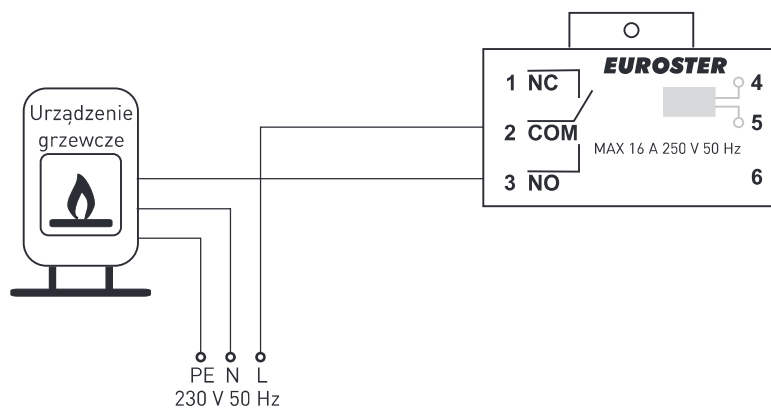 Urządzenie
grzewcze
EUROSTER
1 NC
4
2 COM
5
MAX 16 A 250 V 50 Hz
3 NO
6
PE N L
230 V 50 Hz